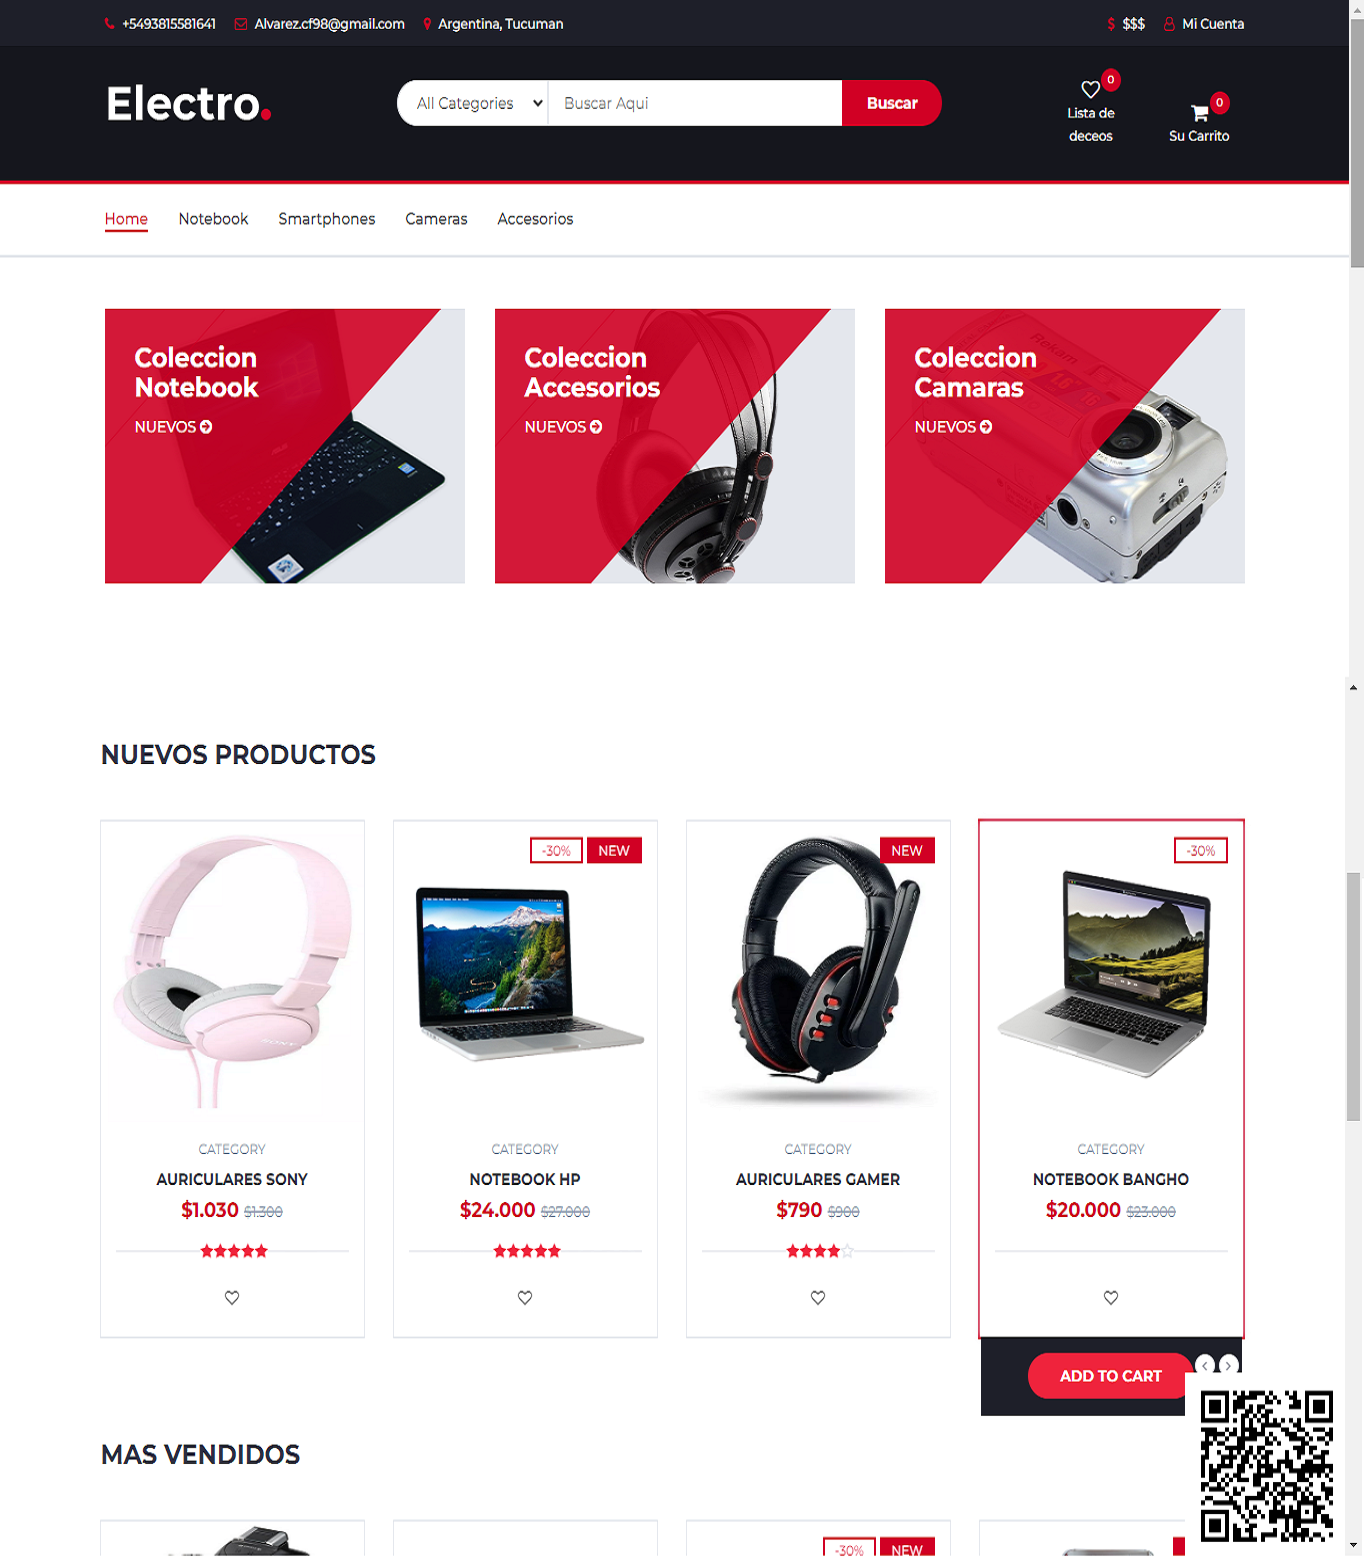 +5493815581641 Alvarez.cf98@gmail.com Argentina, Tucuman $$$ Mi Cuenta
Electro.
All Categories Buscar Aqui Buscar
0
Lista de
deceos
0
Su Carrito
Home Notebook Smartphones Cameras Accesorios
Coleccion
Notebook
NUEVOS
Coleccion
Accesorios
NUEVOS
Coleccion
Camaras
NUEVOS
NUEVOS PRODUCTOS
SONY
CATEGORY
AURICULARES SONY
$1.030 $1.300
-30% NEW
CATEGORY
NOTEBOOK HP
$24.000 $27.000
NEW
CATEGORY
AURICULARES GAMER
$790 $900
-30%
CATEGORY
NOTEBOOK BANGHO
$20.000 $23.000
ADD TO CART
MAS VENDIDOS
-30% NEW